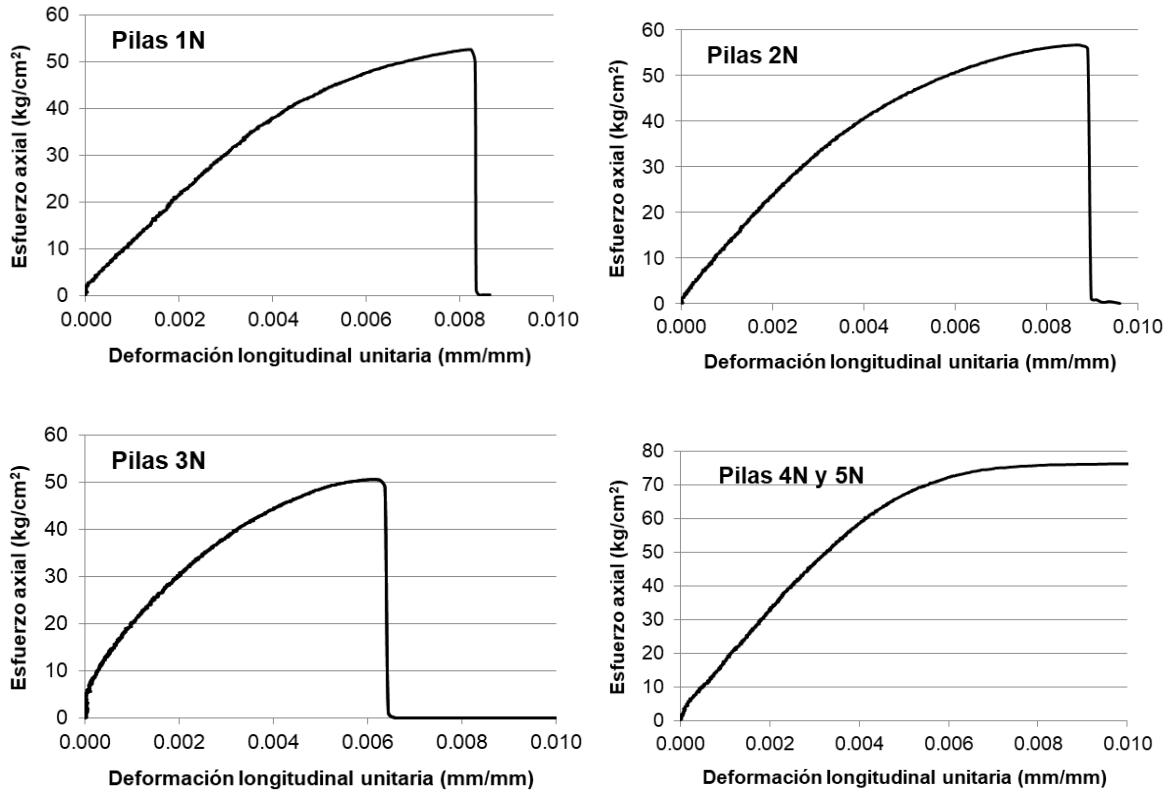 Pilas 1N
Esfuerzo axial (kg/cm²)
60
50
40
30
20
10
0
0.000 0.002 0.004 0.006 0.008 0.010
Deformación longitudinal unitaria (mm/mm)
Pilas 2N
Esfuerzo axial (kg/cm²)
60
50
40
30
20
10
0
0.000 0.002 0.004 0.006 0.008 0.010
Deformación longitudinal unitaria (mm/mm)
Pilas 3N
Esfuerzo axial (kg/cm²)
60
50
40
30
20
10
0
0.000 0.002 0.004 0.006 0.008 0.010
Deformación longitudinal unitaria (mm/mm)
Pilas 4N y 5N
Esfuerzo axial (kg/cm²)
80
70
60
50
40
30
20
10
0
0.000 0.002 0.004 0.006 0.008 0.010
Deformación longitudinal unitaria (mm/mm)